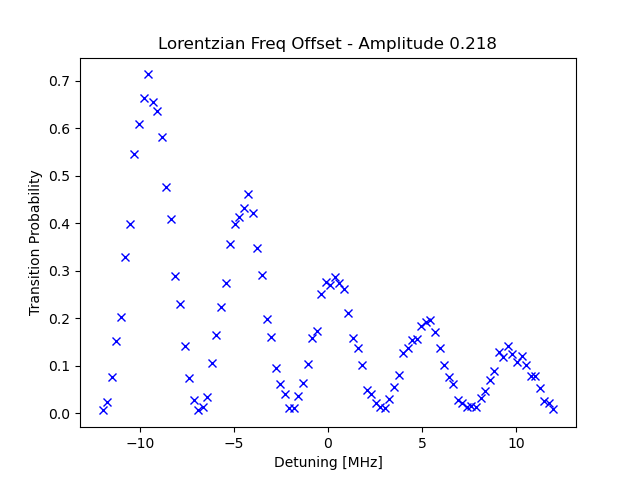 Lorentzian Freq Offset - Amplitude 0.218
0.7
0.6
0.5
0.4
0.3
0.2
0.1
0.0
Transition Probability
−10 −5 0 5 10
Detuning [MHz]